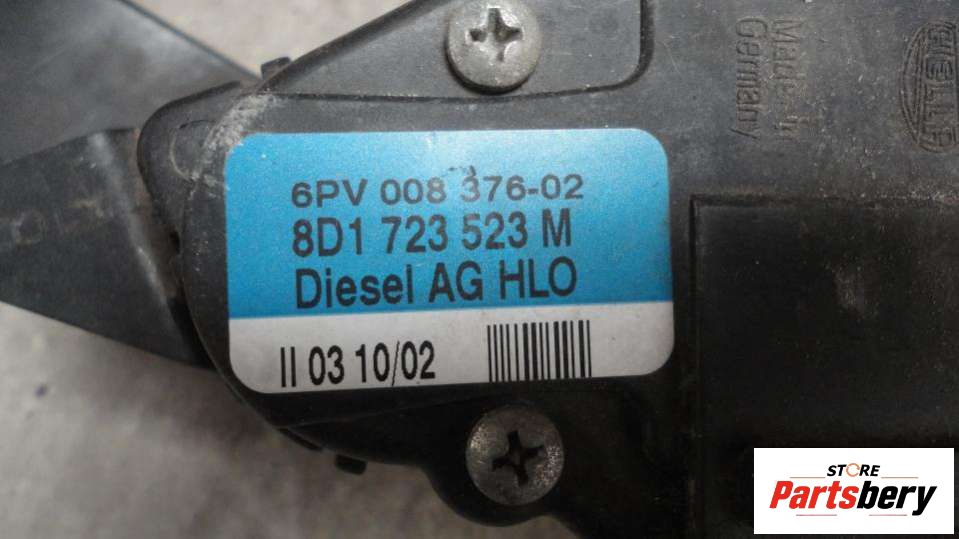 Made in
Germany
HELLA
6PV 008 376-02
8D1 723 523 M
Diesel AG HLO
II 03 10/02
STORE
Partsbery